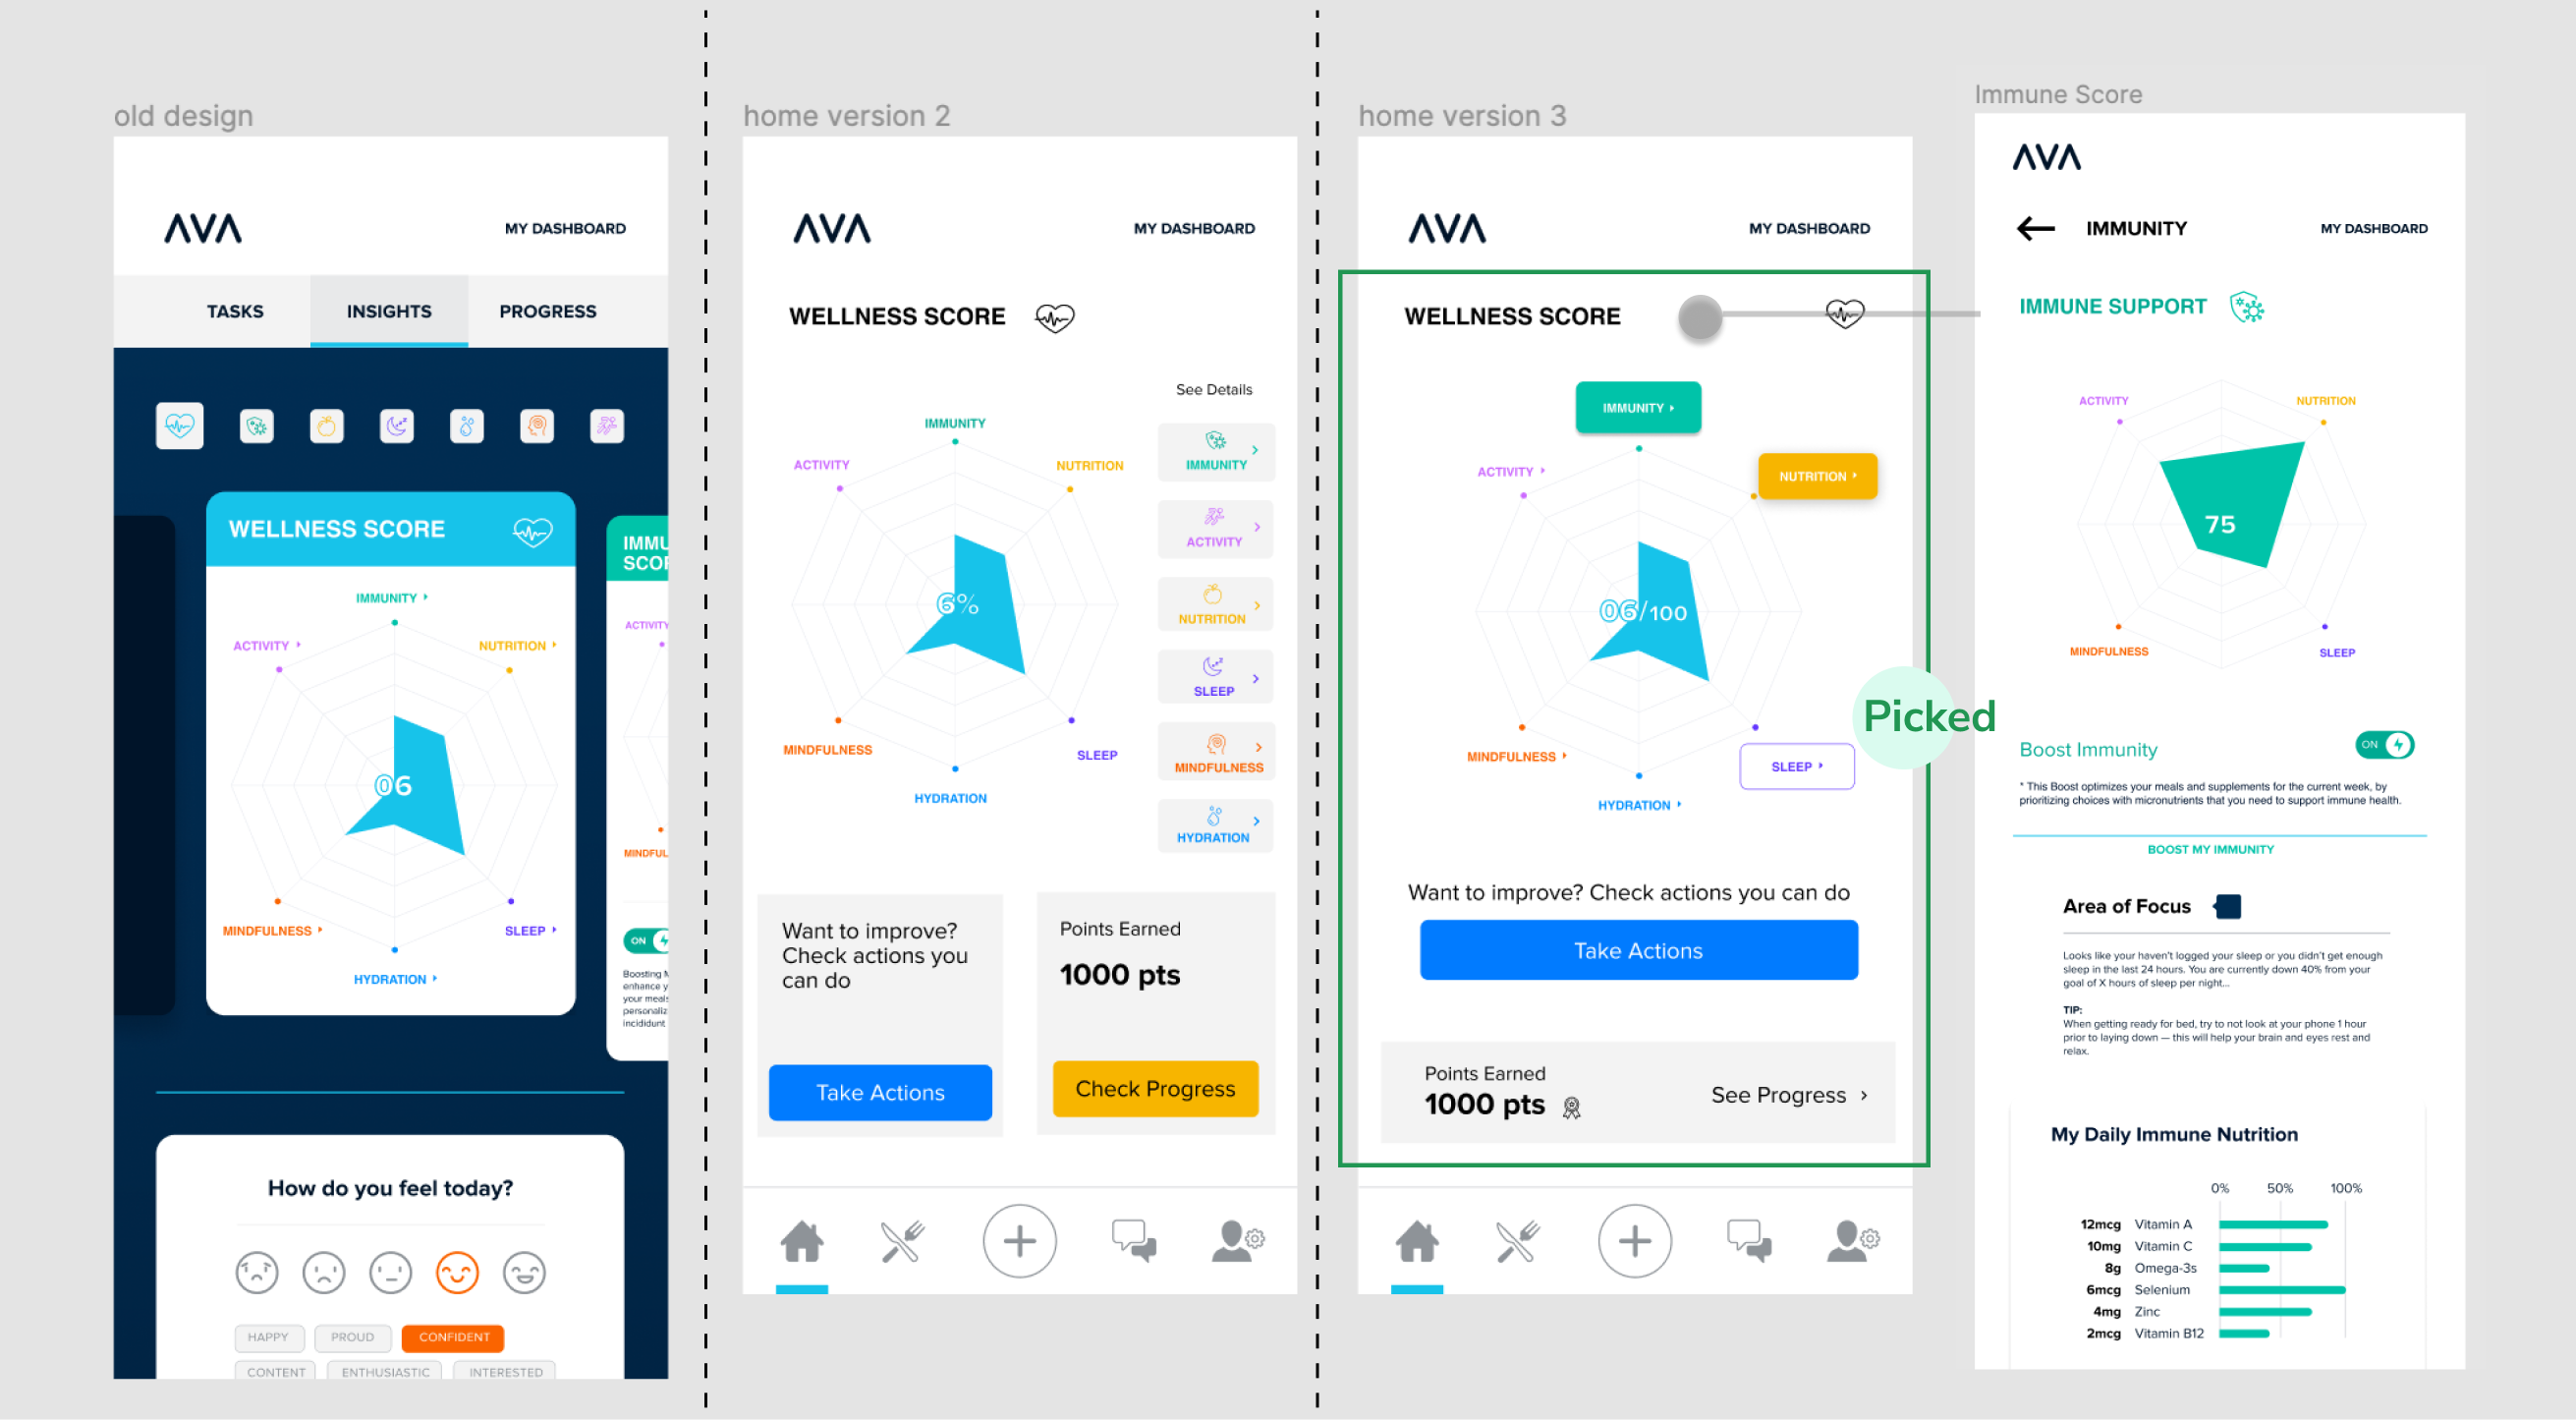 old design
AVA
MY DASHBOARD
TASKS
INSIGHTS
PROGRESS
WELLNESS SCORE
IMMUNITY
ACTIVITY
NUTRITION
06
MINDFULNESS
SLEEP
HYDRATION
IMMU
SCO
ACTIVITY
MINDFUL
ON
Boosting
enhance y
your meals
personaliz
incididunt
How do you feel today?
HAPPY
PROUD
CONFIDENT
CONTENT
ENTHUSIASTIC
INTERESTED
home version 2
AVA
MY DASHBOARD
WELLNESS SCORE
See Details
IMMUNITY
ACTIVITY
NUTRITION
6%
MINDFULNESS
SLEEP
HYDRATION
IMMUNITY
ACTIVITY
NUTRITION
SLEEP
MINDFULNESS
HYDRATION
Want to improve?
Check actions you
can do
Take Actions
Points Earned
1000 pts
Check Progress
home version 3
AVA
MY DASHBOARD
WELLNESS SCORE
IMMUNITY
ACTIVITY
NUTRITION
06/100
MINDFULNESS
SLEEP
HYDRATION
Picked
Want to improve? Check actions you can do
Take Actions
Points Earned
1000 pts
See Progress
Immune Score
AVA
IMMUNITY
MY DASHBOARD
IMMUNE SUPPORT
ACTIVITY
NUTRITION
75
MINDFULNESS
SLEEP
Boost Immunity
ON
* This Boost optimizes your meals and supplements for the current week, by
prioritizing choices with micronutrients that you need to support immune health.
BOOST MY IMMUNITY
Area of Focus
Looks like your haven't logged your sleep or you didn't get enough
sleep in the last 24 hours. You are currently down 40% from your
goal of X hours of sleep per night...
TIP:
When getting ready for bed, try to not look at your phone 1 hour
prior to laying down — this will help your brain and eyes rest and
relax.
My Daily Immune Nutrition
0% 50% 100%
12mcg Vitamin A
10mg Vitamin C
8g Omega-3s
6mcg Selenium
4mg Zinc
2mcg Vitamin B12